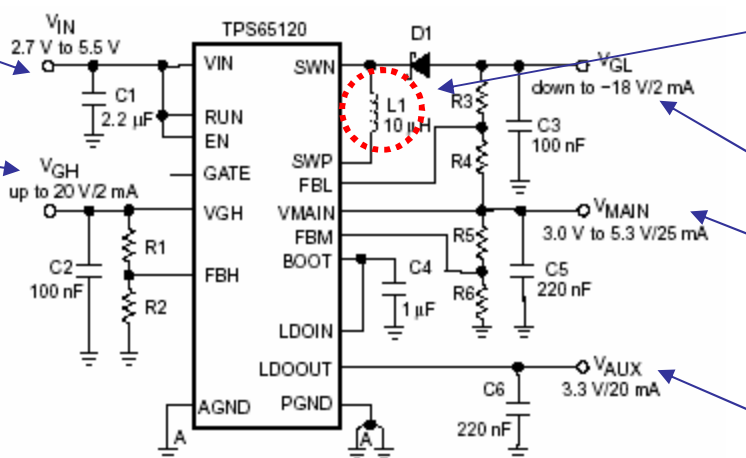 TPS65120
D1
VIN
2.7 V to 5.5 V
C1
2.2 µF
VIN
RUN
EN
GATE
VGH
up to 20 V/2 mA
VGH
C2
100 nF
R1
R2
FBH
AGND
A
SWN
L1
10 µH
SWP
FBL
VMAIN
FBM
BOOT
LDOIN
LDOOUT
PGND
A
C4
1 µF
R3
R4
R5
R6
VGL
down to −18 V/2 mA
C3
100 nF
VMAIN
3.0 V to 5.3 V/25 mA
C5
220 nF
VAUX
3.3 V/20 mA
C6
220 nF